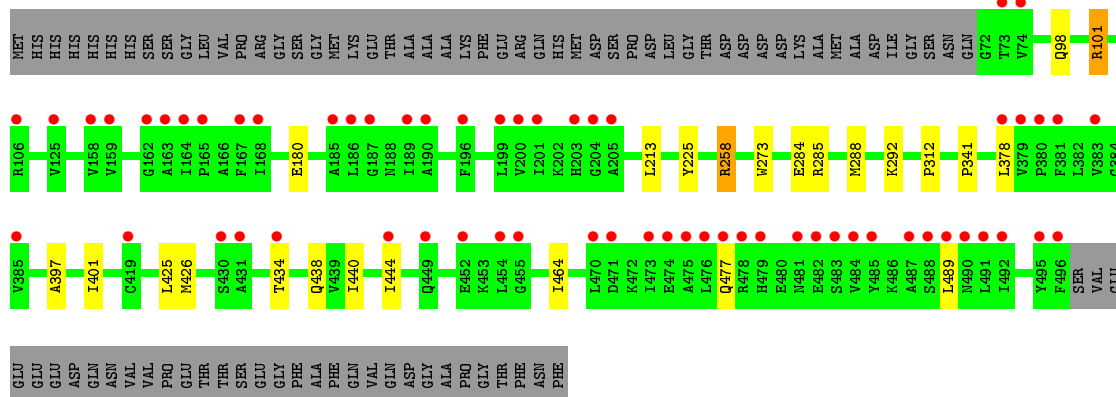 MET HIS HIS HIS HIS HIS HIS SER SER GLY LEU VAL PRO ARG GLY SER GLY MET LYS GLU THR ALA ALA ALA LYS PHE GLU ARG GLN HIS MET ASP SER PRO ASP LEU GLY THR ASP ASP ASP ASP LYS ALA MET ALA ASP ILE GLY SER ASN GLN G72 T73 V74 Q98 R101
R106 V125 V158 V159 G162 A163 I164 P165 A166 F167 I168 E180 A185 L186 G187 N188 I189 A190 F196 L199 V200 I201 K202 H203 G204 A205 L213 Y225 R258 W273 E284 R285 M288 K292 P312 P341 L378 V379 P380 F381 L382 V383 G384
V385 A397 I401 C419 L425 M426 S430 A431 T434 Q438 V439 I440 I444 Q449 E452 K453 L454 G455 I464 L470 D471 K472 I473 E474 A475 L476 Q477 R478 H479 E480 N481 E482 S483 V484 Y485 K486 A487 S488 L489 N490 L491 I492 Y495 F496 SER VAL GLU
GLU GLU GLU ASP GLN ASN VAL VAL PRO GLU THR THR SER GLU GLY PHE ALA PHE GLN VAL GLN ASP GLY ALA PRO GLY THR PHE ASN PHE